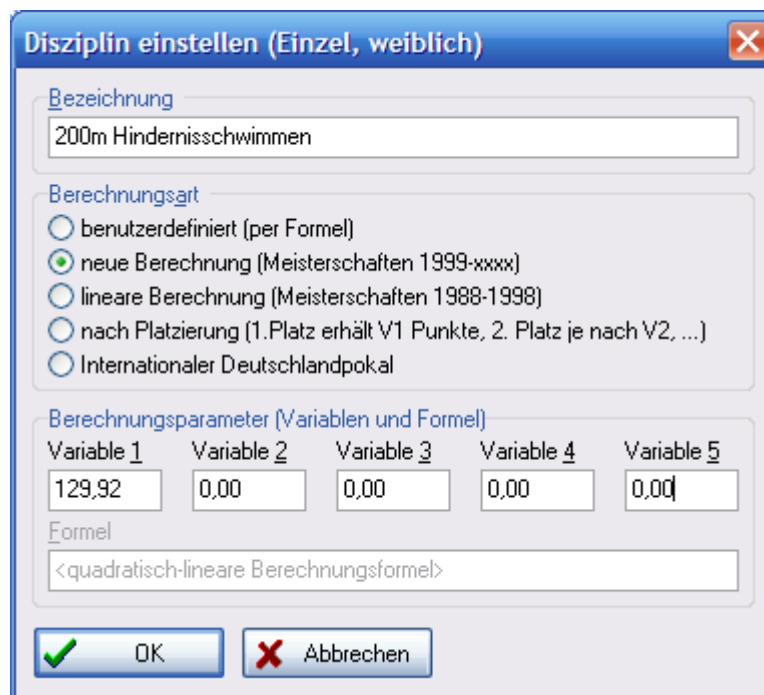 Disziplin einstellen (Einzel, weiblich)
Bezeichnung
200m Hindernisschwimmen
Berechnungsart
benutzerdefiniert (per Formel)
neue Berechnung (Meisterschaften 1999-xxxx)
lineare Berechnung (Meisterschaften 1988-1998)
nach Platzierung (1.Platz erhält V1 Punkte, 2. Platz je nach V2, ...)
Internationaler Deutschlandpokal
Berechnungsparameter (Variablen und Formel)
Variable 1 Variable 2 Variable 3 Variable 4 Variable 5
129,92 0,00 0,00 0,00 0,00
Formel
<quadratisch-lineare Berechnungsformel>
OK Abbrechen